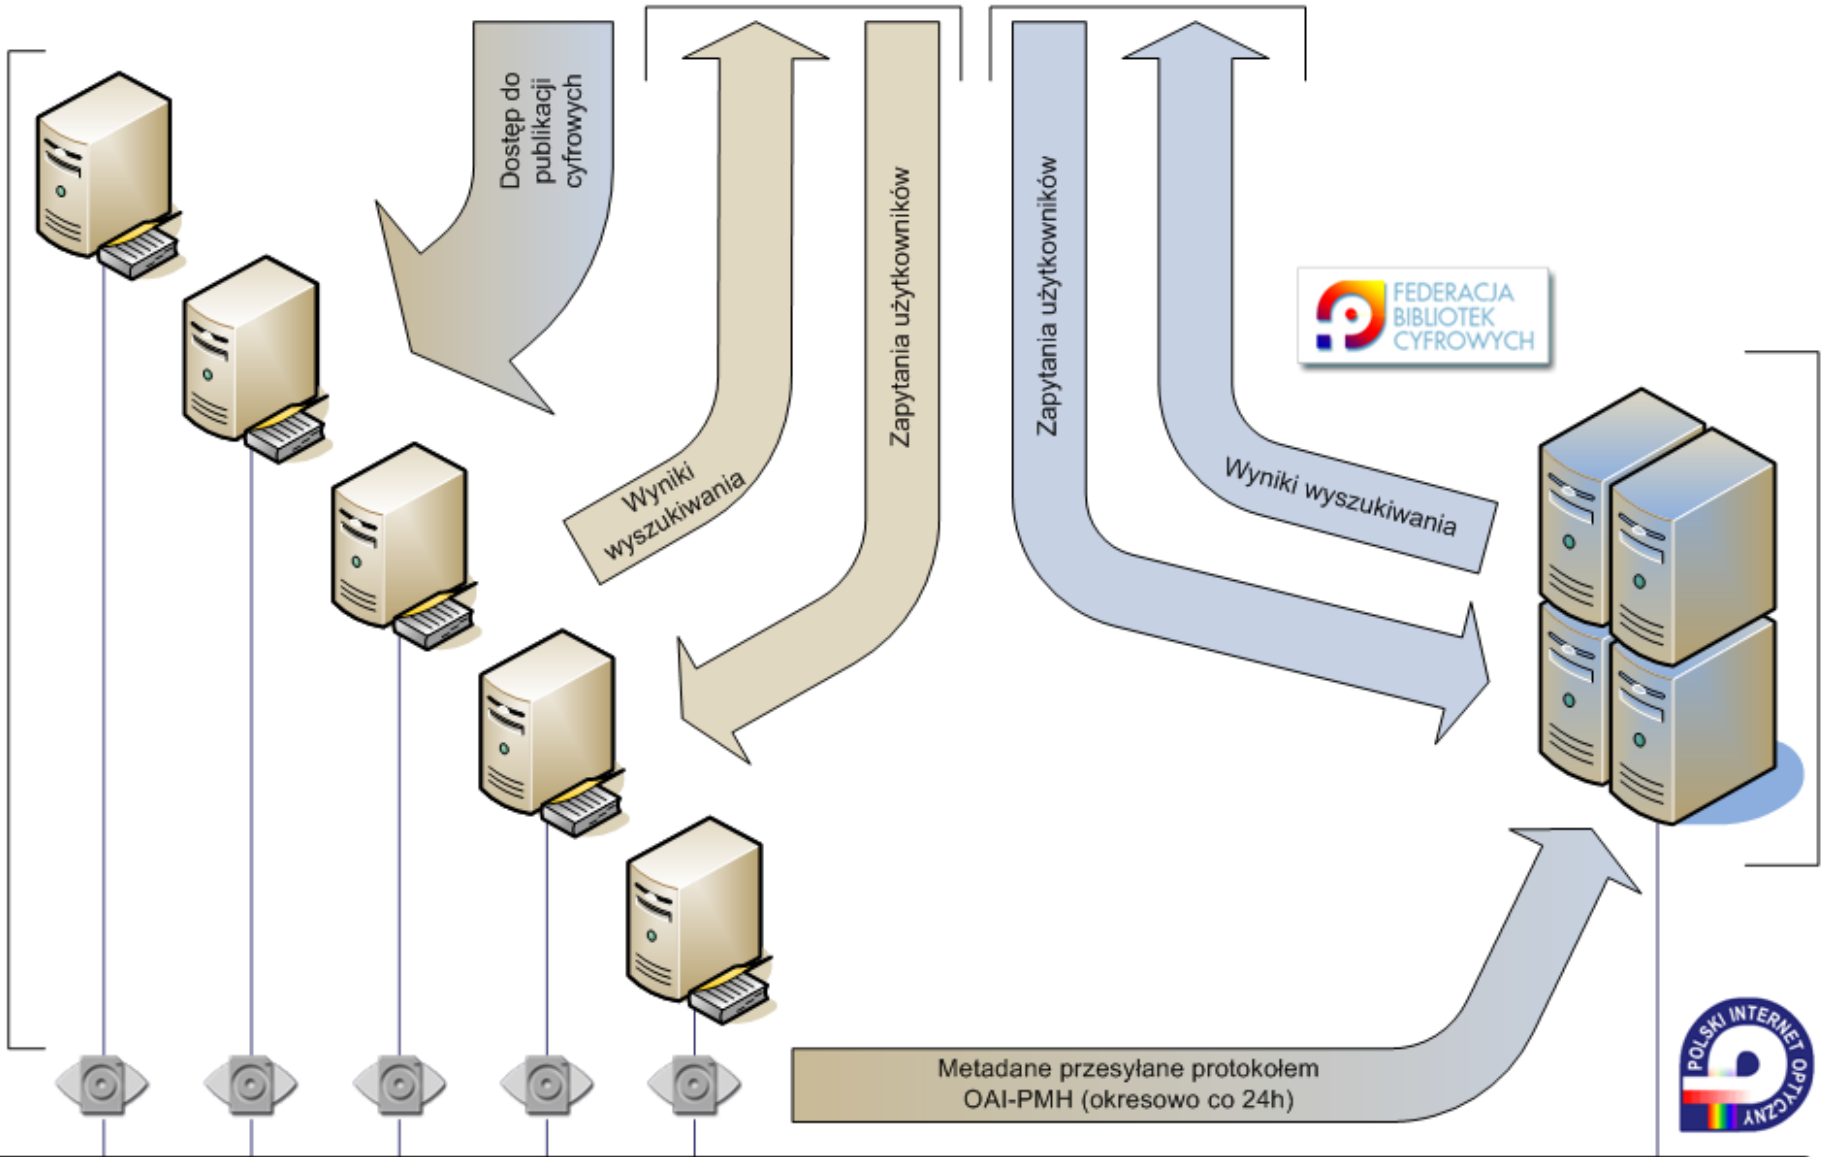 Dostęp do
publikacji
cyfrowych
Wyniki
wyszukiwania
Zapytania użytkowników
Zapytania użytkowników
Wyniki wyszukiwania
FEDERACJA
BIBLIOTEK
CYFROWYCH
Metadane przesyłane protokołem
OAI-PMH (okresowo co 24h)
POLSKI INTERNET OPTYCZNY